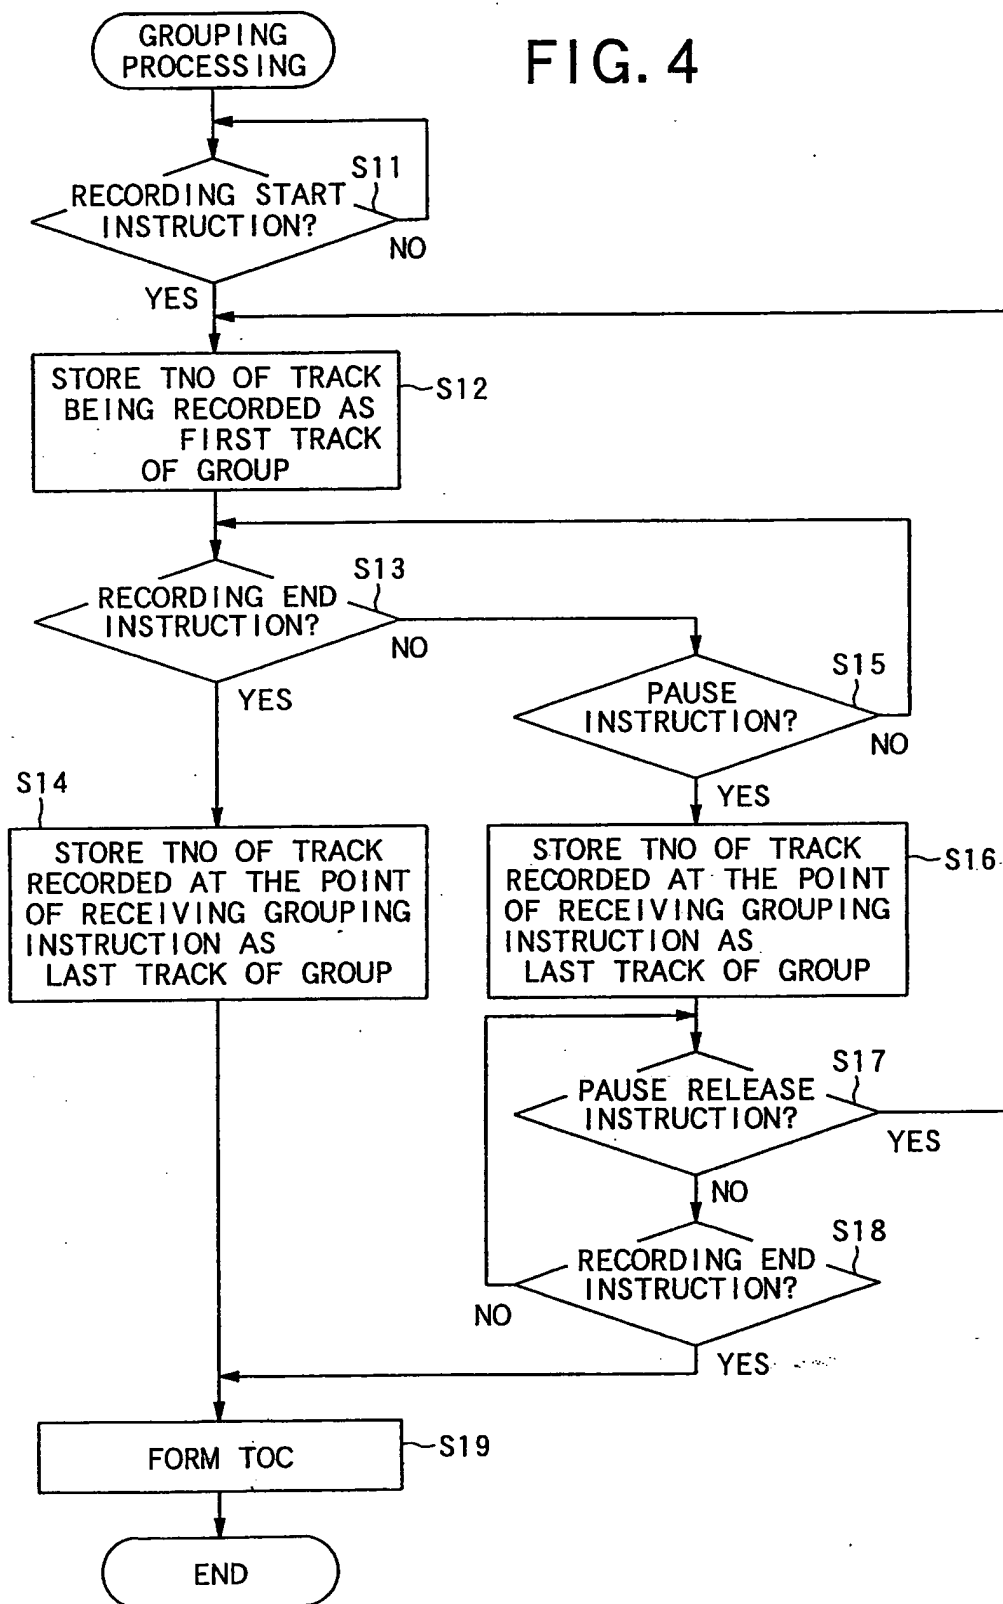 GROUPING
PROCESSING
FIG. 4
S11
RECORDING START
INSTRUCTION?
NO
YES
STORE TNO OF TRACK
BEING RECORDED AS
FIRST TRACK
OF GROUP
S12
S13
RECORDING END
INSTRUCTION?
NO
YES
S15
PAUSE
INSTRUCTION?
NO
YES
S14
STORE TNO OF TRACK
RECORDED AT THE POINT
OF RECEIVING GROUPING
INSTRUCTION AS
LAST TRACK OF GROUP
STORE TNO OF TRACK
RECORDED AT THE POINT
OF RECEIVING GROUPING
INSTRUCTION AS
LAST TRACK OF GROUP
S16
S17
PAUSE RELEASE
INSTRUCTION?
YES
NO
S18
RECORDING END
INSTRUCTION?
NO
YES
FORM TOC
S19
END